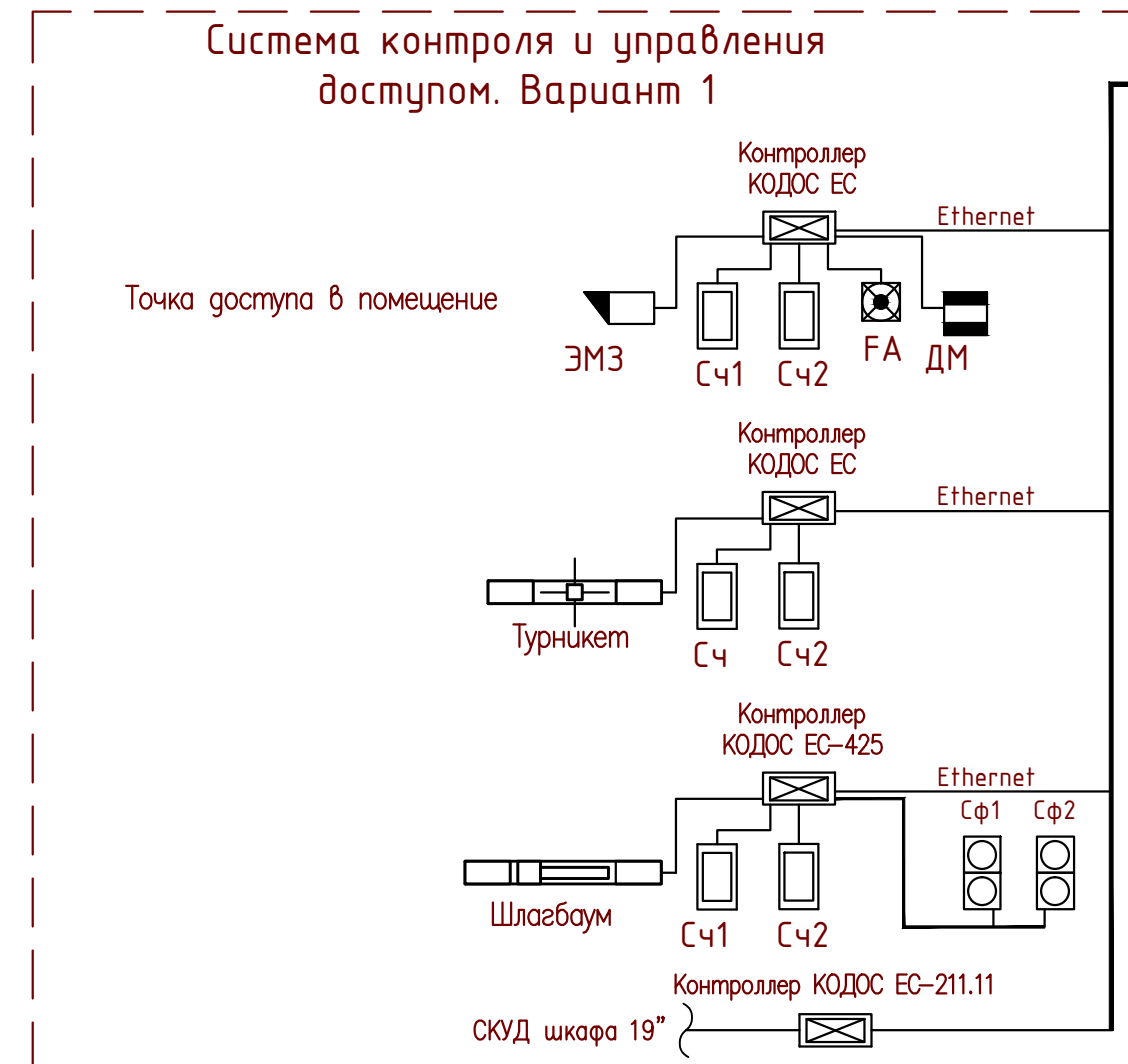 Система контроля и управления
доступом. Вариант 1
Контроллер
КОДОС ЕС
Ethernet
Точка доступа в помещение
ЭМЗ
Сч1
Сч2
FA
ДМ
Контроллер
КОДОС ЕС
Ethernet
Турникет
Сч
Сч2
Контроллер
КОДОС ЕС-425
Ethernet
Сф1
Сф2
Шлагбаум
Сч1
Сч2
Контроллер КОДОС ЕС-211.11
СКУД шкафа 19"